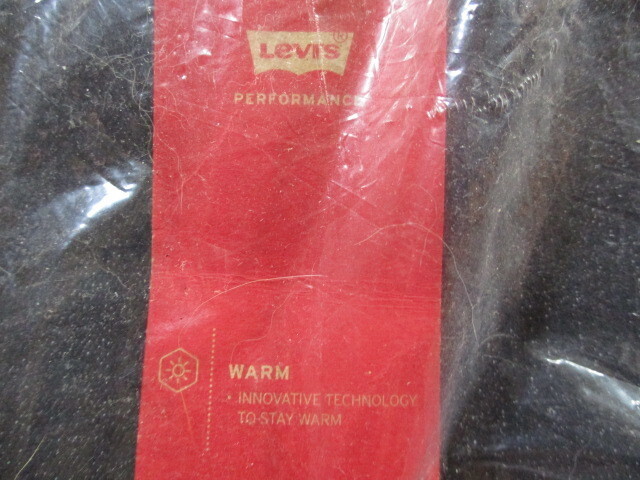 Levi's®
PERFORMANCE
WARM
• INNOVATIVE TECHNOLOGY
TO STAY WARM